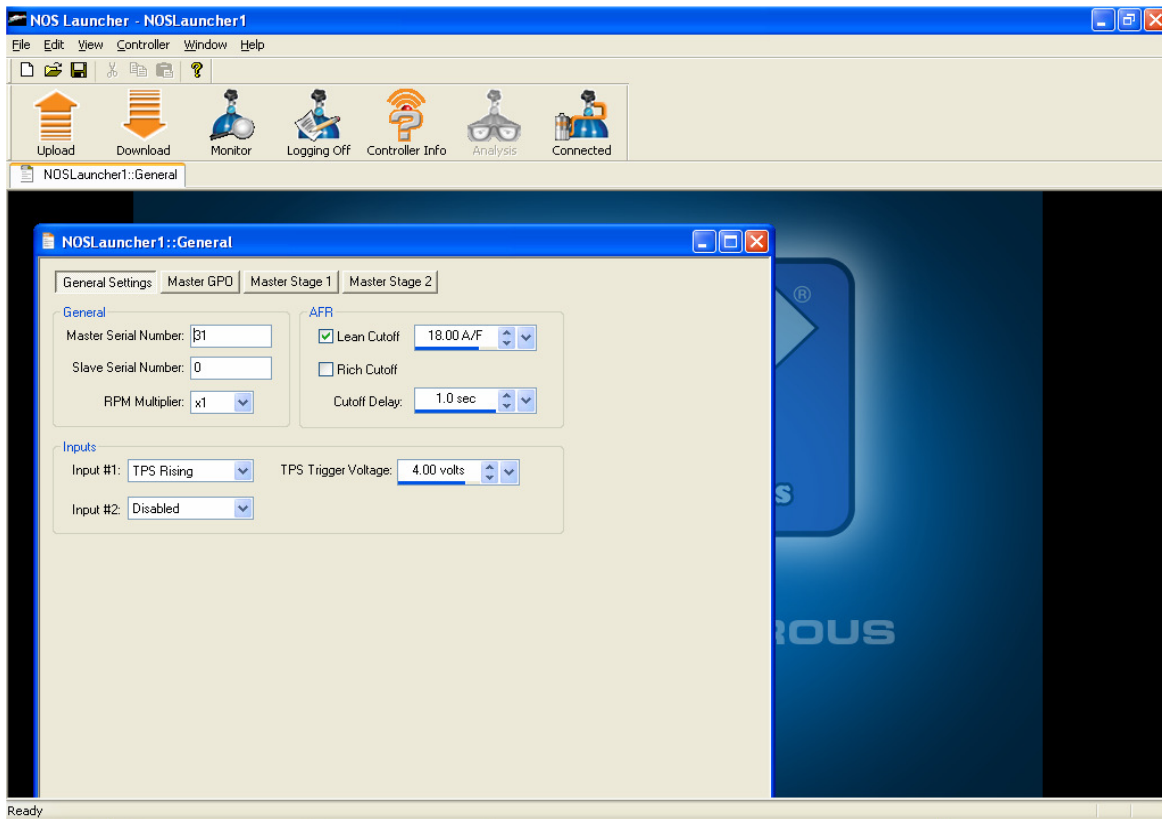 NOS Launcher - NOSLauncher1
File Edit View Controller Window Help
Upload Download Monitor Logging Off Controller Info Analysis Connected
NOSLauncher1::General
NOSLauncher1::General
General Settings Master GPO Master Stage 1 Master Stage 2
General
Master Serial Number: 31
Slave Serial Number: 0
RPM Multiplier: x1
AFR
Lean Cutoff 18.00 A/F
Rich Cutoff
Cutoff Delay: 1.0 sec
Inputs
Input #1: TPS Rising TPS Trigger Voltage: 4.00 volts
Input #2: Disabled
®
S
ROUS
Ready